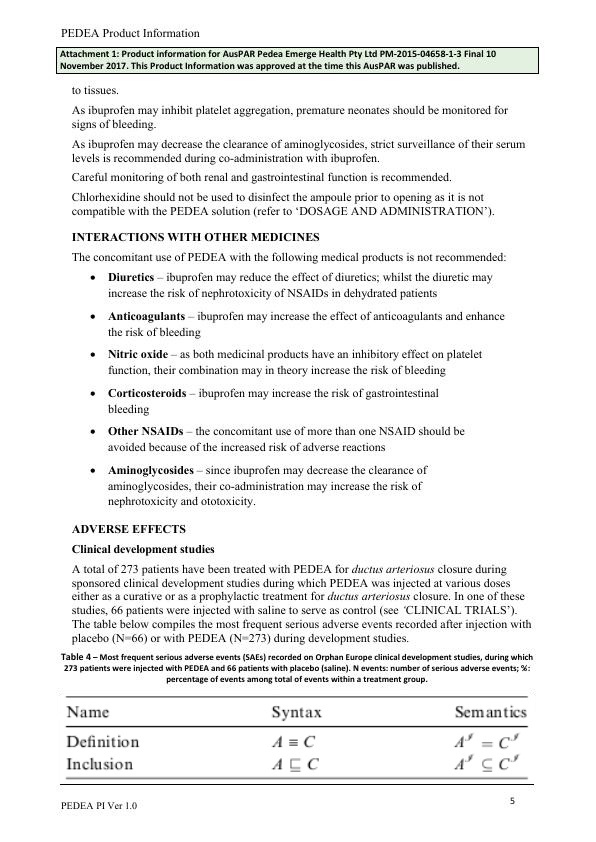 PEDEA Product Information
Attachment 1: Product information for AusPAR Pedea Emerge Health Pty Ltd PM-2015-04658-1-3 Final 10
November 2017. This Product Information was approved at the time this AusPAR was published.
to tissues.
As ibuprofen may inhibit platelet aggregation, premature neonates should be monitored for
signs of bleeding.
As ibuprofen may decrease the clearance of aminoglycosides, strict surveillance of their serum
levels is recommended during co-administration with ibuprofen.
Careful monitoring of both renal and gastrointestinal function is recommended.
Chlorhexidine should not be used to disinfect the ampoule prior to opening as it is not
compatible with the PEDEA solution (refer to ‘DOSAGE AND ADMINISTRATION’).
INTERACTIONS WITH OTHER MEDICINES
The concomitant use of PEDEA with the following medical products is not recommended:
• Diuretics – ibuprofen may reduce the effect of diuretics; whilst the diuretic may
increase the risk of nephrotoxicity of NSAIDs in dehydrated patients
• Anticoagulants – ibuprofen may increase the effect of anticoagulants and enhance
the risk of bleeding
• Nitric oxide – as both medicinal products have an inhibitory effect on platelet
function, their combination may in theory increase the risk of bleeding
• Corticosteroids – ibuprofen may increase the risk of gastrointestinal
bleeding
• Other NSAIDs – the concomitant use of more than one NSAID should be
avoided because of the increased risk of adverse reactions
• Aminoglycosides – since ibuprofen may decrease the clearance of
aminoglycosides, their co-administration may increase the risk of
nephrotoxicity and ototoxicity.
ADVERSE EFFECTS
Clinical development studies
A total of 273 patients have been treated with PEDEA for ductus arteriosus closure during
sponsored clinical development studies during which PEDEA was injected at various doses
either as a curative or as a prophylactic treatment for ductus arteriosus closure. In one of these
studies, 66 patients were injected with saline to serve as control (see ‘CLINICAL TRIALS’).
The table below compiles the most frequent serious adverse events recorded after injection with
placebo (N=66) or with PEDEA (N=273) during development studies.
Table 4 – Most frequent serious adverse events (SAEs) recorded on Orphan Europe clinical development studies, during which
273 patients were injected with PEDEA and 66 patients with placebo (saline). N events: number of serious adverse events; %:
percentage of events among total of events within a treatment group.
Name Syntax Semantics
Definition A ≡ C A^ℐ = C^ℐ
Inclusion A ⊑ C A^ℐ ⊆ C^ℐ
PEDEA PI Ver 1.0 5